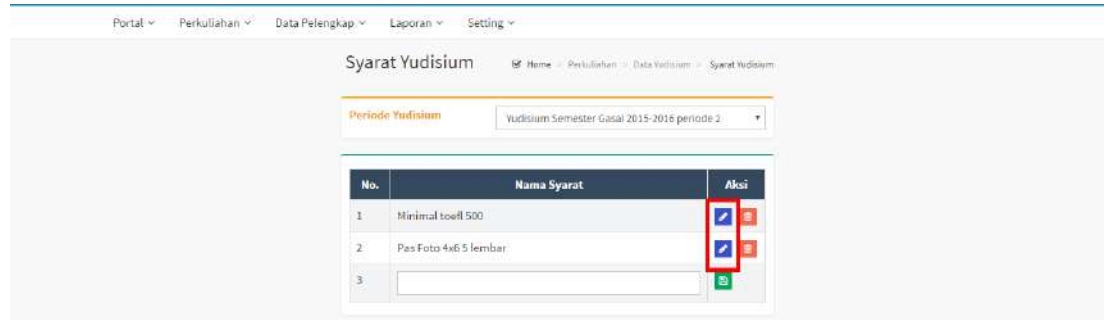 Portal Perkuliahan Data Pelengkap Laporan Setting
Syarat Yudisium
Home > Perkuliahan > Data Yudisium > Syarat Yudisium
Periode Yudisium Yudisium Semester Gasal 2015-2016 periode 2
No. Nama Syarat Aksi
1 Minimal toefl 500
2 Pas Foto 4x6 5 lembar
3